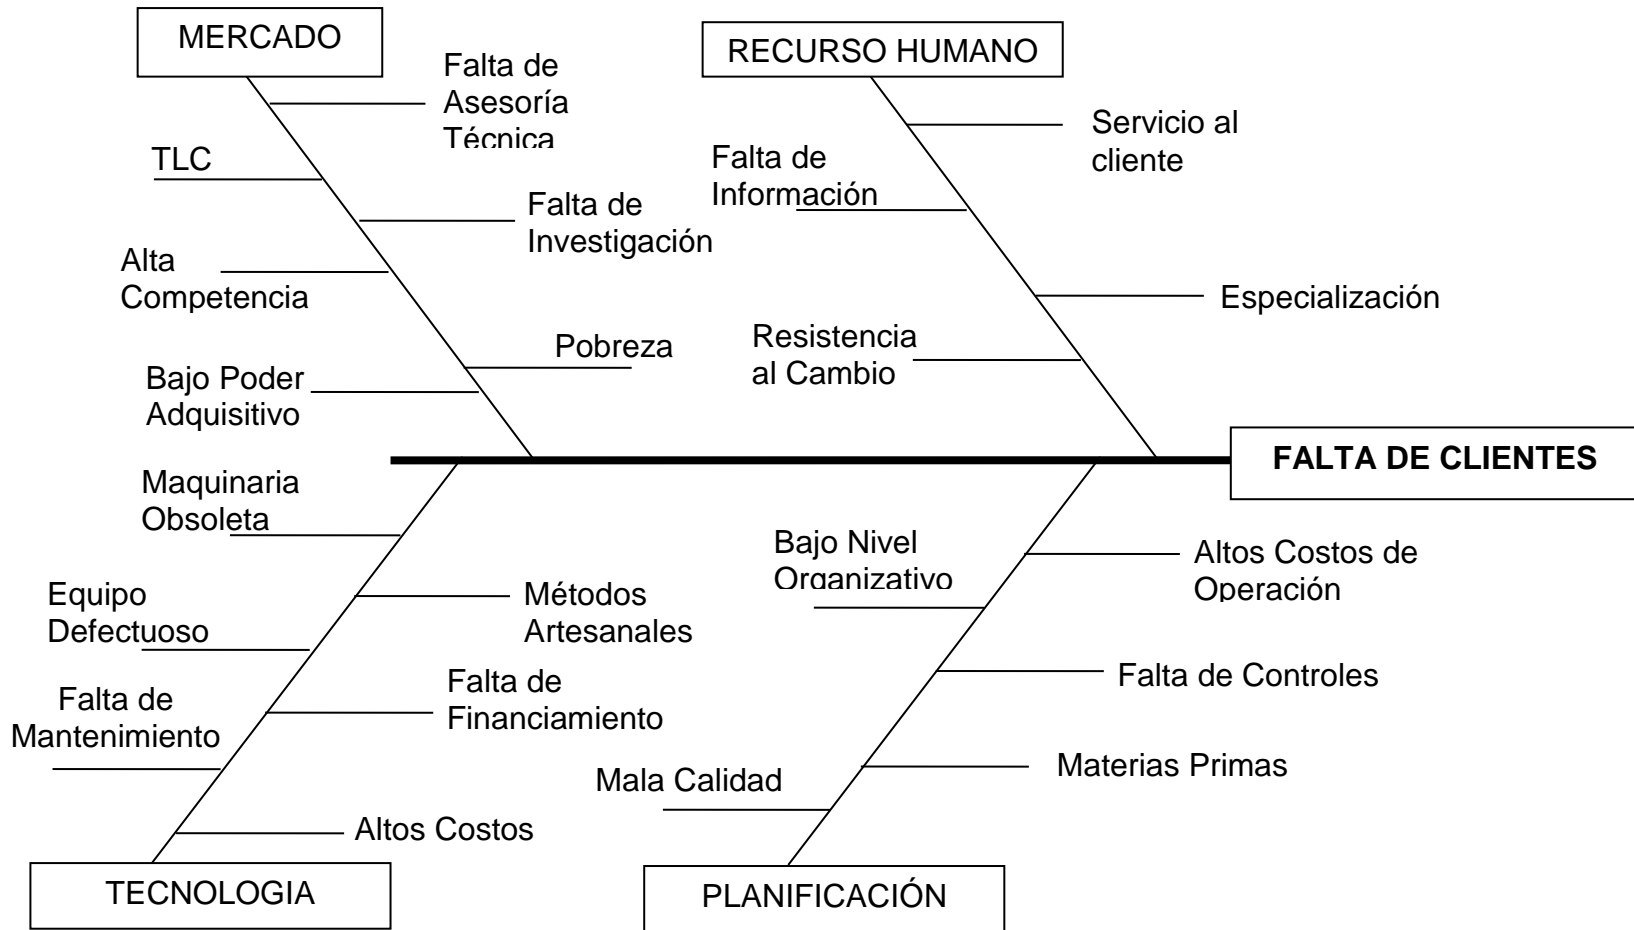 MERCADO
Falta de
Asesoría
Técnica
TLC
Falta de
Investigación
Alta
Competencia
Pobreza
Bajo Poder
Adquisitivo
RECURSO HUMANO
Servicio al
cliente
Falta de
Información
Especialización
Resistencia
al Cambio
FALTA DE CLIENTES
Maquinaria
Obsoleta
Equipo
Defectuoso
Métodos
Artesanales
Falta de
Mantenimiento
Falta de
Financiamiento
Altos Costos
TECNOLOGIA
Bajo Nivel
Organizativo
Altos Costos de
Operación
Falta de Controles
Materias Primas
Mala Calidad
PLANIFICACIÓN